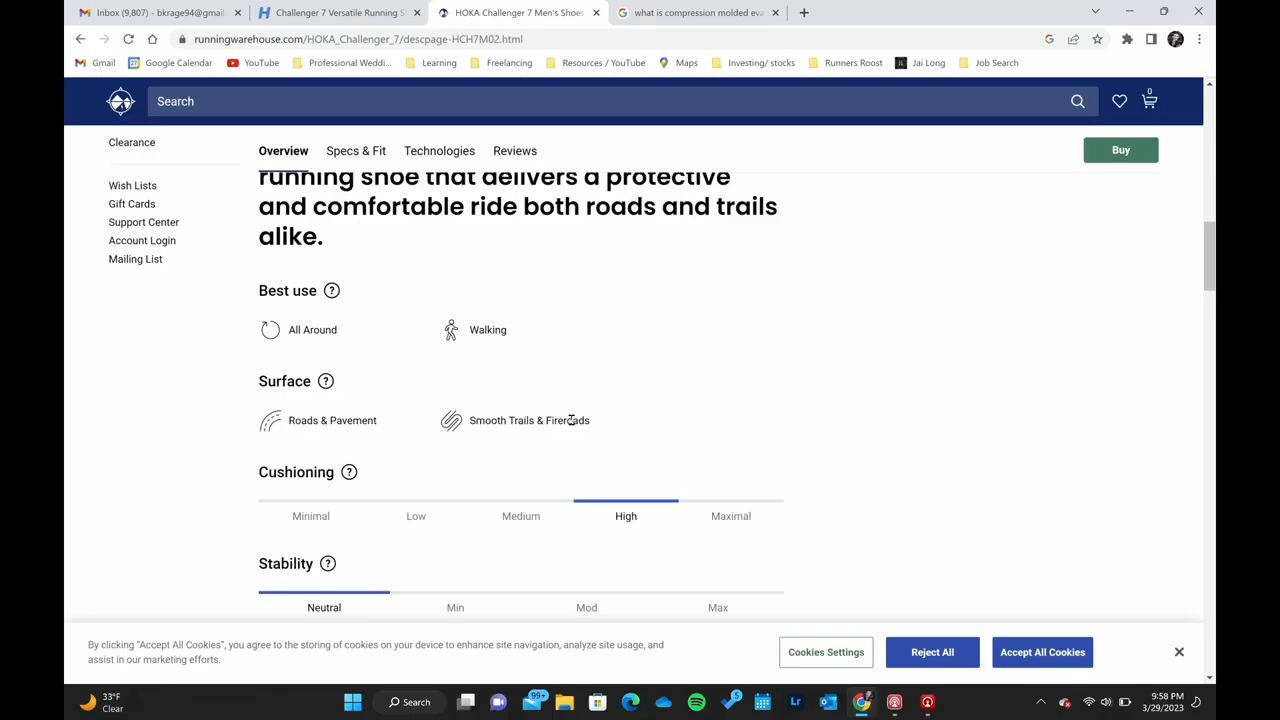 Inbox (9,807) - bkrage94@gmail
Challenger 7 Versatile Running S
HOKA Challenger 7 Men's Shoes
what is compression molded eva
runningwarehouse.com/HOKA_Challenger_7/descpage-HCH7M02.html
Gmail
Google Calendar
YouTube
Professional Weddi...
Learning
Freelancing
Resources / YouTube
Maps
Investing/ stocks
Runners Roost
Jai Long
Job Search
Search
0
Clearance
Wish Lists
Gift Cards
Support Center
Account Login
Mailing List
Overview
Specs & Fit
Technologies
Reviews
Buy
running shoe that delivers a protective
and comfortable ride both roads and trails
alike.
Best use ?
All Around
Walking
Surface ?
Roads & Pavement
Smooth Trails & Fireroads
Cushioning ?
Minimal
Low
Medium
High
Maximal
Stability ?
Neutral
Min
Mod
Max
By clicking “Accept All Cookies”, you agree to the storing of cookies on your device to enhance site navigation, analyze site usage, and
assist in our marketing efforts.
Cookies Settings
Reject All
Accept All Cookies
33°F
Clear
Search
99+
5
Lr
9:58 PM
3/29/2023